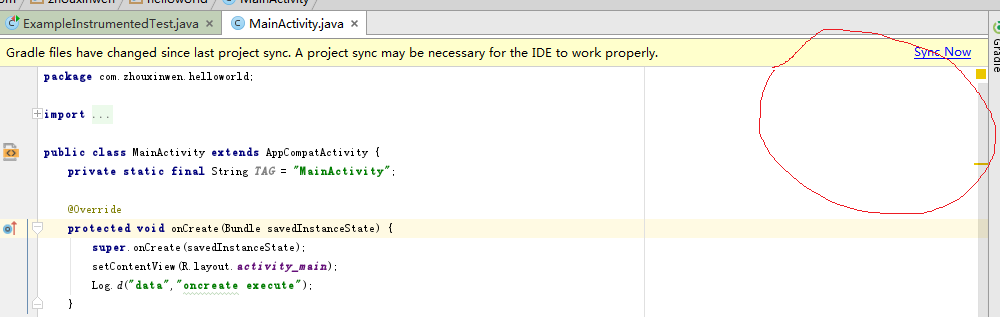 zhouxinwen helloworld MainActivity
ExampleInstrumentedTest.java × MainActivity.java ×
Gradle files have changed since last project sync. A project sync may be necessary for the IDE to work properly. Sync Now
Gradle
package com.zhouxinwen.helloworld;
import ...
public class MainActivity extends AppCompatActivity {
private static final String TAG = "MainActivity";
@Override
protected void onCreate(Bundle savedInstanceState) {
super.onCreate(savedInstanceState);
setContentView(R.layout.activity_main);
Log.d("data","oncreate execute");
}